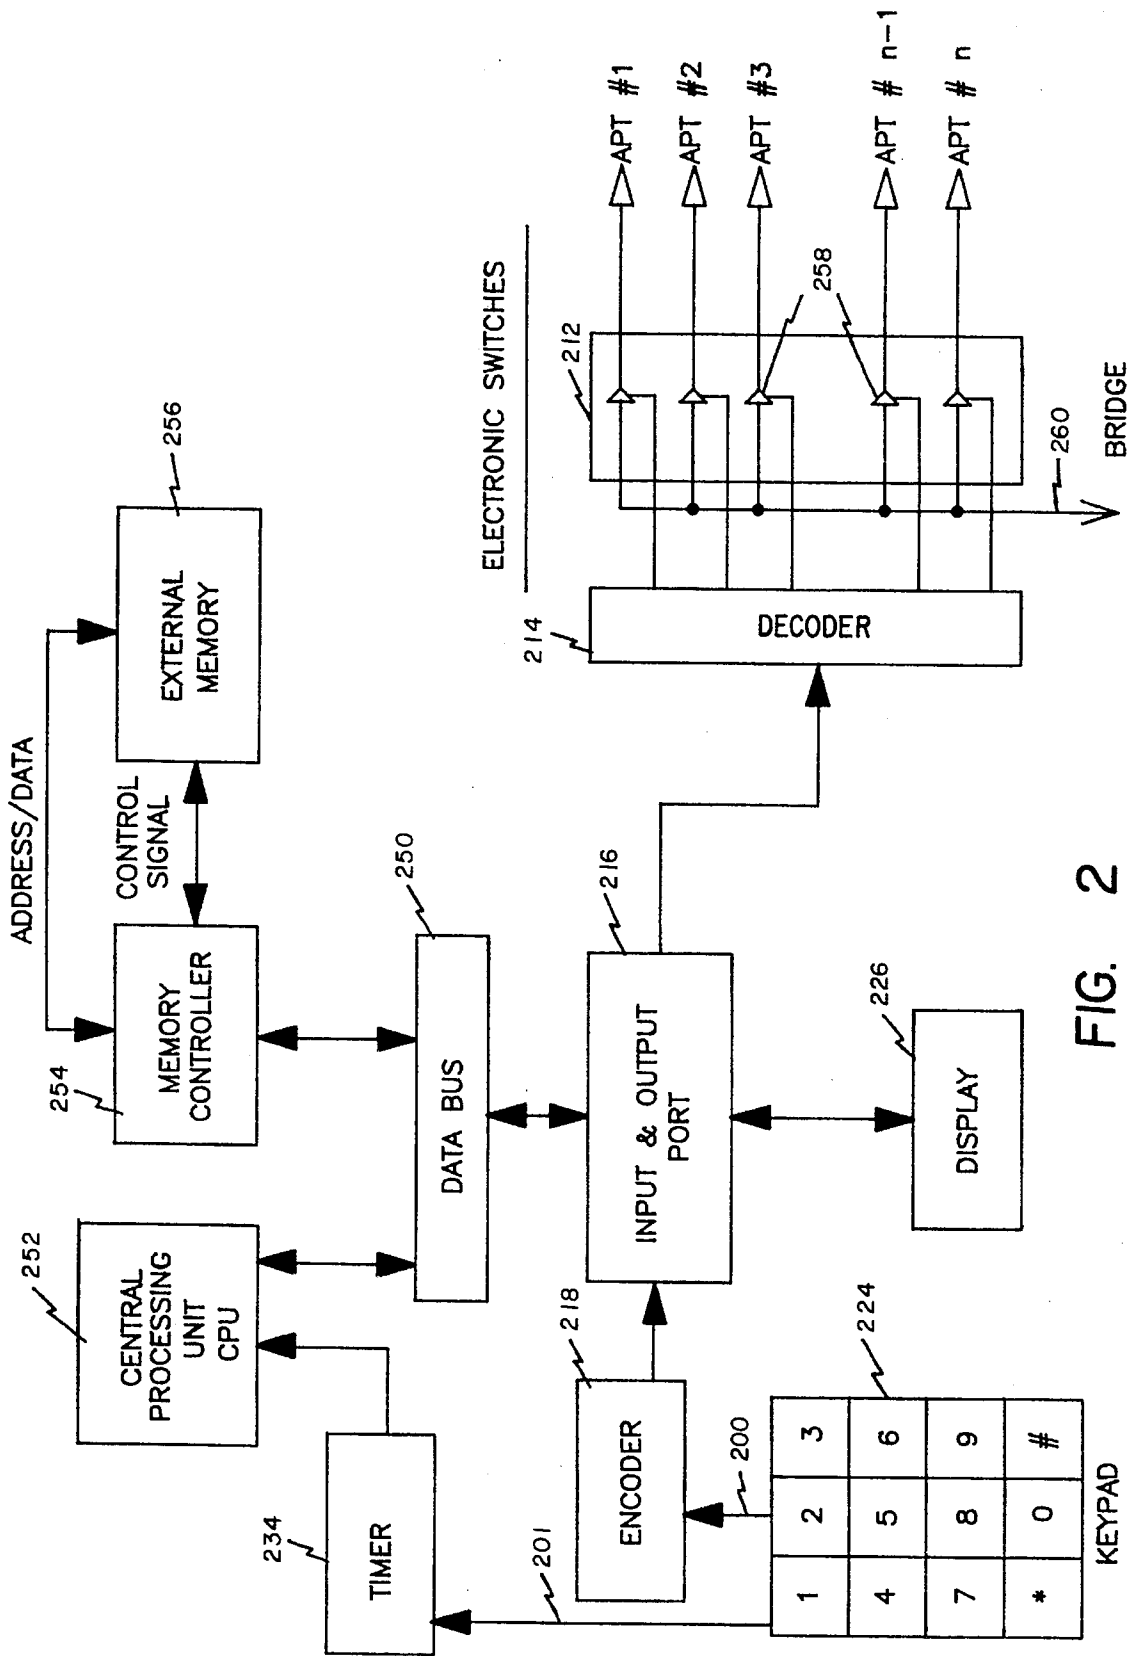 ADDRESS/DATA
252
CENTRAL
PROCESSING
UNIT
CPU
254
MEMORY
CONTROLLER
CONTROL
SIGNAL
EXTERNAL
MEMORY
256
234
TIMER
DATA BUS
250
201
218
ENCODER
200
224
1 2 3
4 5 6
7 8 9
* 0 #
KEYPAD
INPUT & OUTPUT
PORT
216
226
DISPLAY
214
DECODER
ELECTRONIC SWITCHES
212
258
260
BRIDGE
APT #1
APT #2
APT #3
APT # n-1
APT # n
FIG. 2